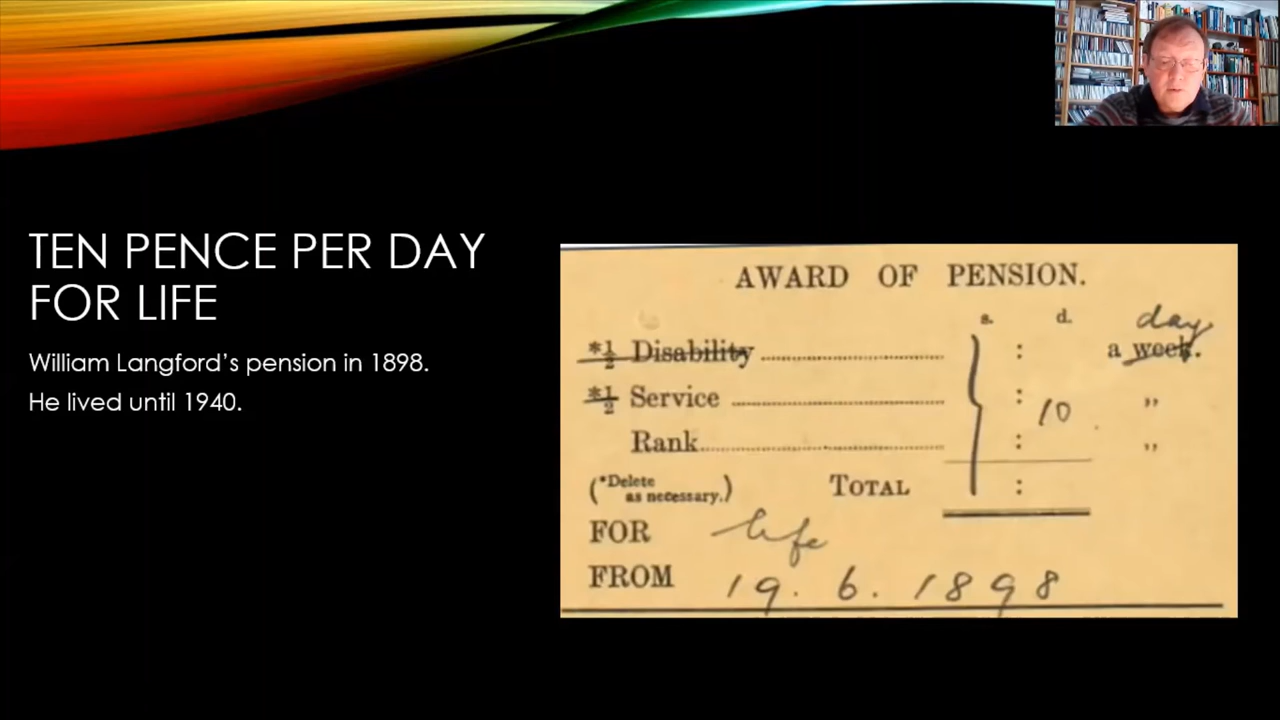 TEN PENCE PER DAY
FOR LIFE
William Langford's pension in 1898.
He lived until 1940.
AWARD OF PENSION.
s. d. day
*½ Disability : a week.
*½ Service : 10 ,,
Rank : ,,
(*Delete as necessary.) TOTAL :
FOR life
FROM 19. 6. 1898